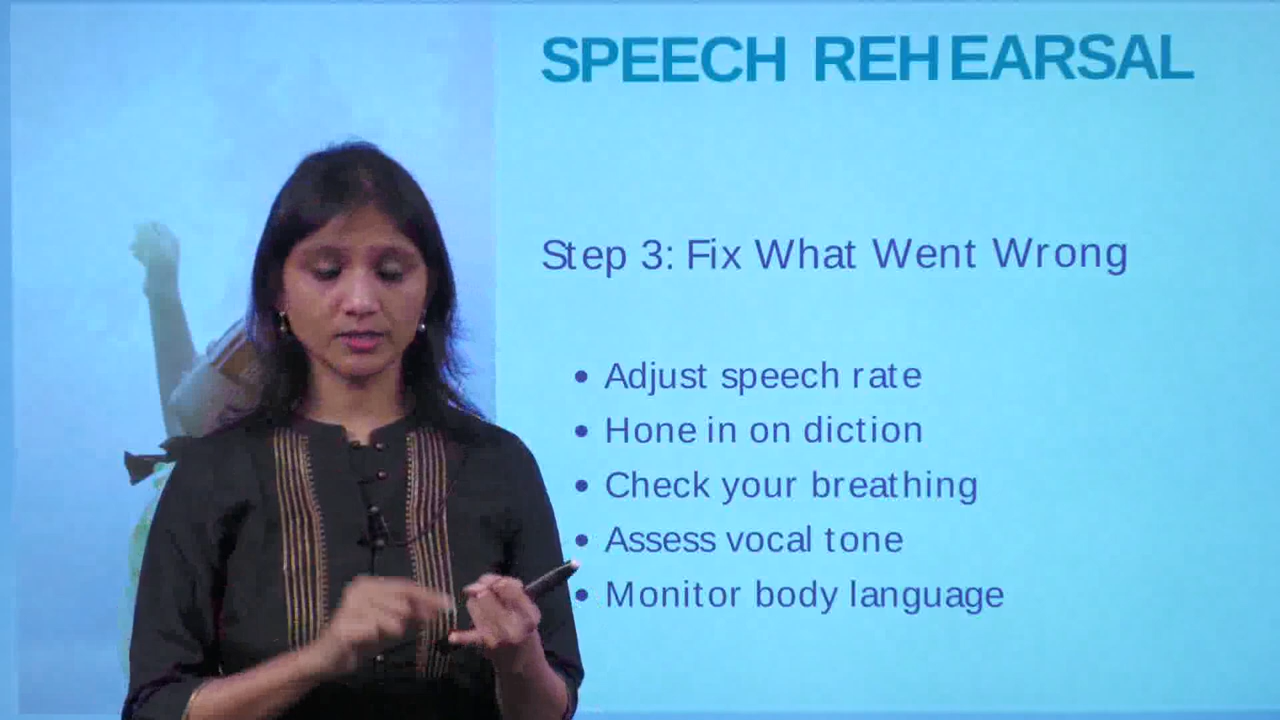 SPEECH REHEARSAL
Step 3: Fix What Went Wrong
• Adjust speech rate
• Hone in on diction
• Check your breathing
• Assess vocal tone
• Monitor body language